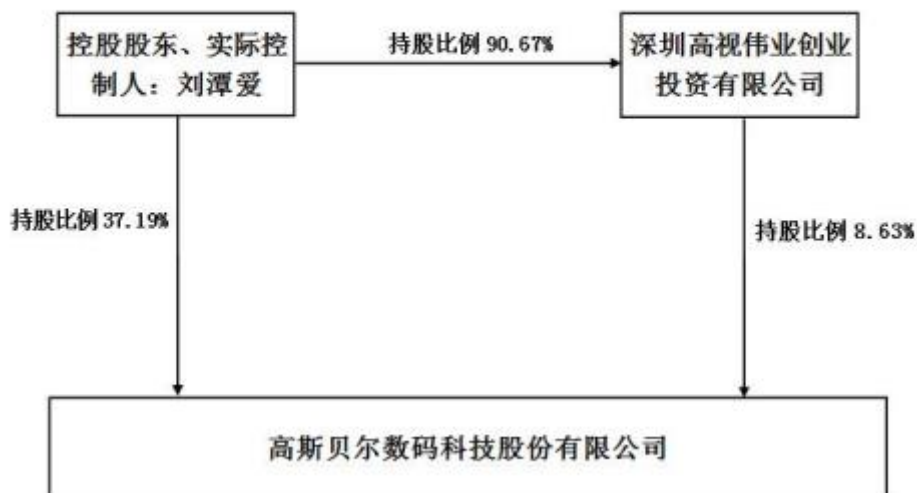 控股股东、实际控
制人：刘潭爱
持股比例 90.67%
深圳高视伟业创业
投资有限公司
持股比例 37.19%
持股比例 8.63%
高斯贝尔数码科技股份有限公司